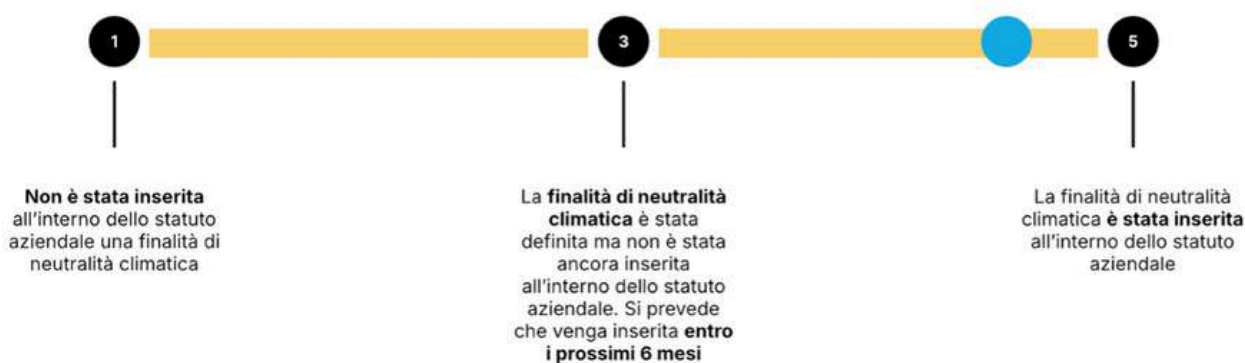 1
3
5
Non è stata inserita
all'interno dello statuto
aziendale una finalità di
neutralità climatica
La finalità di neutralità
climatica è stata
definita ma non è stata
ancora inserita
all'interno dello statuto
aziendale. Si prevede
che venga inserita entro
i prossimi 6 mesi
La finalità di neutralità
climatica è stata inserita
all'interno dello statuto
aziendale